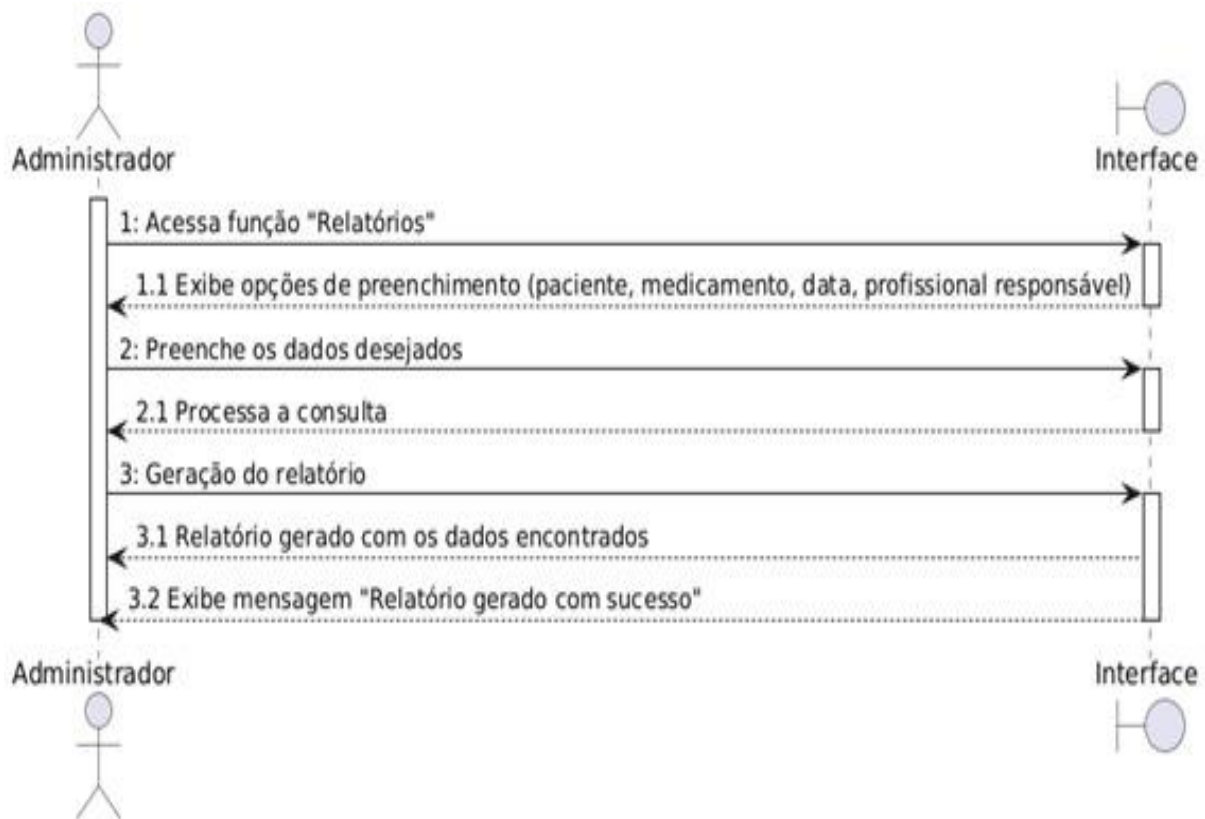 Administrador
Interface
1: Acessa função "Relatórios"
1.1 Exibe opções de preenchimento (paciente, medicamento, data, profissional responsável)
2: Preenche os dados desejados
2.1 Processa a consulta
3: Geração do relatório
3.1 Relatório gerado com os dados encontrados
3.2 Exibe mensagem "Relatório gerado com sucesso"
Administrador
Interface